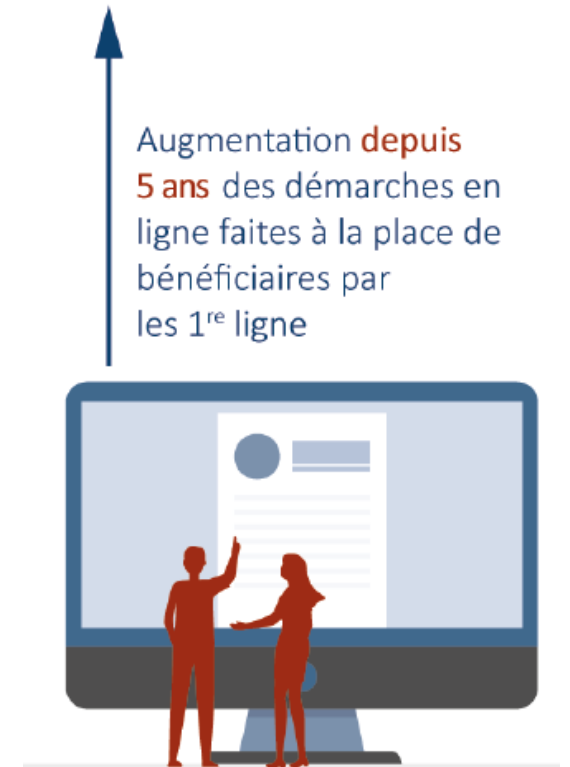 Augmentation depuis
5 ans des démarches en
ligne faites à la place de
bénéficiaires par
les 1re ligne